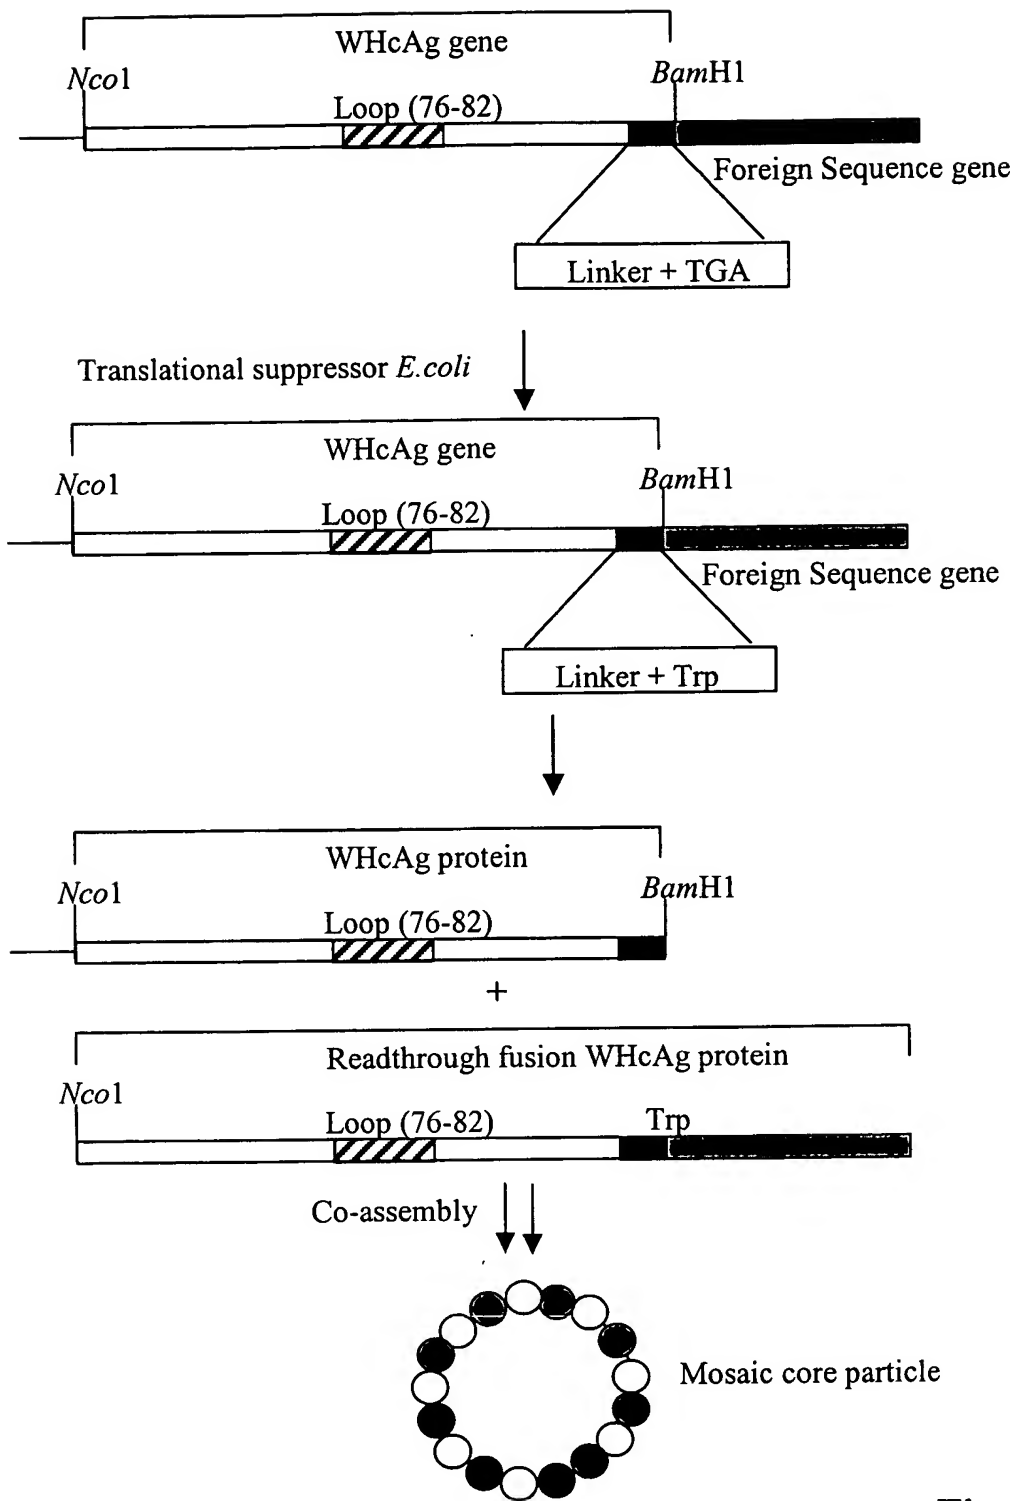 WHcAg gene
Nco1
BamH1
Loop (76-82)
Foreign Sequence gene
Linker + TGA
Translational suppressor E.coli
WHcAg gene
Nco1
BamH1
Loop (76-82)
Foreign Sequence gene
Linker + Trp
WHcAg protein
Nco1
BamH1
Loop (76-82)
+
Readthrough fusion WHcAg protein
Nco1
Loop (76-82)
Trp
Co-assembly
Mosaic core particle